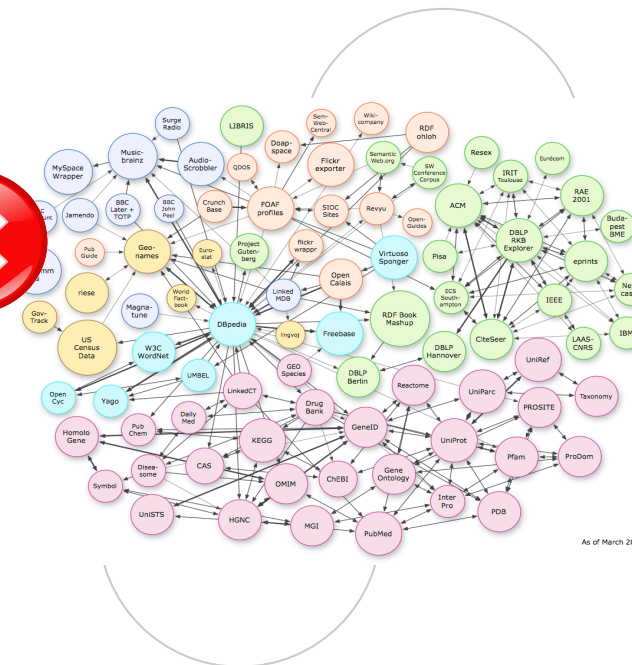 Surge
Radio
LIBRIS
Sem-
Web-
Central
Wiki-
company
RDF
ohloh
Music-
brainz
Audio-
Scrobbler
Doap-
space
Flickr
exporter
Semantic
Web.org
SW
Conference
Corpus
Resex
IRIT
Toulouse
Eurécom
MySpace
Wrapper
QDOS
RAE
2001
BBC
Later +
TOTP
BBC
John
Peel
Crunch
Base
FOAF
profiles
SIOC
Sites
Revyu
Open-
Guides
ACM
Jamendo
Buda-
pest
BME
Pub
Guide
Geo-
names
Euro-
stat
Project
Guten-
berg
flickr
wrappr
Virtuoso
Sponger
Pisa
DBLP
RKB
Explorer
eprints
Open
Calais
riese
World
Fact-
book
Linked
MDB
ECS
South-
ampton
IEEE
Gov-
Track
Magna-
tune
DBpedia
RDF Book
Mashup
US
Census
Data
W3C
WordNet
lingvoj
Freebase
DBLP
Hannover
CiteSeer
LAAS-
CNRS
IBM
UMBEL
GEO
Species
DBLP
Berlin
UniRef
Open
Cyc
Yago
LinkedCT
Reactome
UniParc
Taxonomy
Daily
Med
Drug
Bank
PROSITE
Homolo
Gene
Pub
Chem
KEGG
GeneID
UniProt
Pfam
ProDom
Disea-
some
CAS
ChEBI
Gene
Ontology
Symbol
OMIM
Inter
Pro
UniSTS
HGNC
MGI
PubMed
PDB
As of March 20